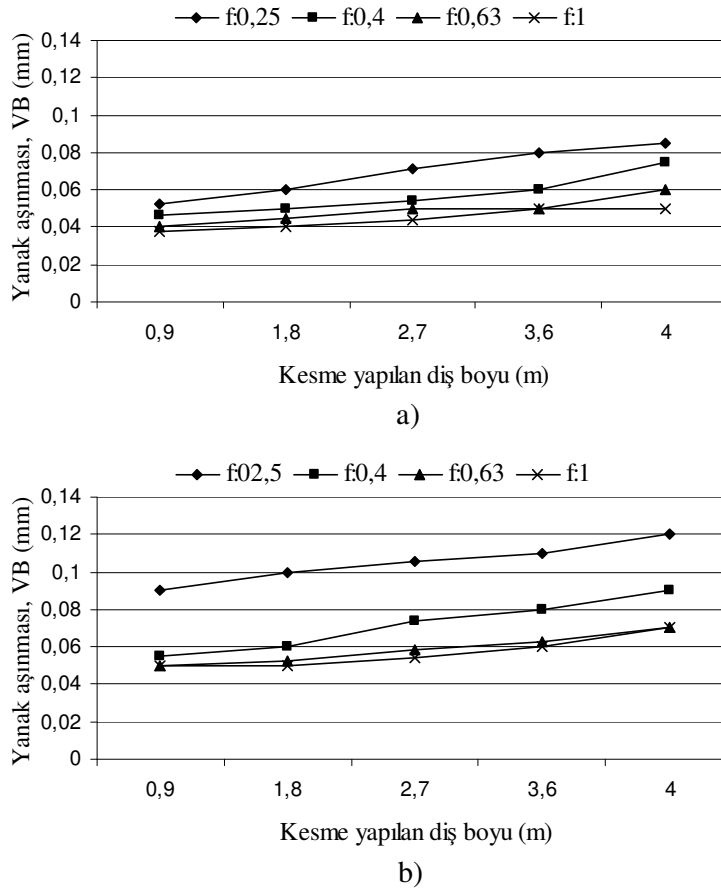 f:0,25 f:0,4 f:0,63 f:1
0,14
0,12
0,1
0,08
0,06
0,04
0,02
0
Yanak aşınması, VB (mm)
0,9 1,8 2,7 3,6 4
Kesme yapılan diş boyu (m)
a)
f:02,5 f:0,4 f:0,63 f:1
0,14
0,12
0,1
0,08
0,06
0,04
0,02
0
Yanak aşınması, VB (mm)
0,9 1,8 2,7 3,6 4
Kesme yapılan diş boyu (m)
b)